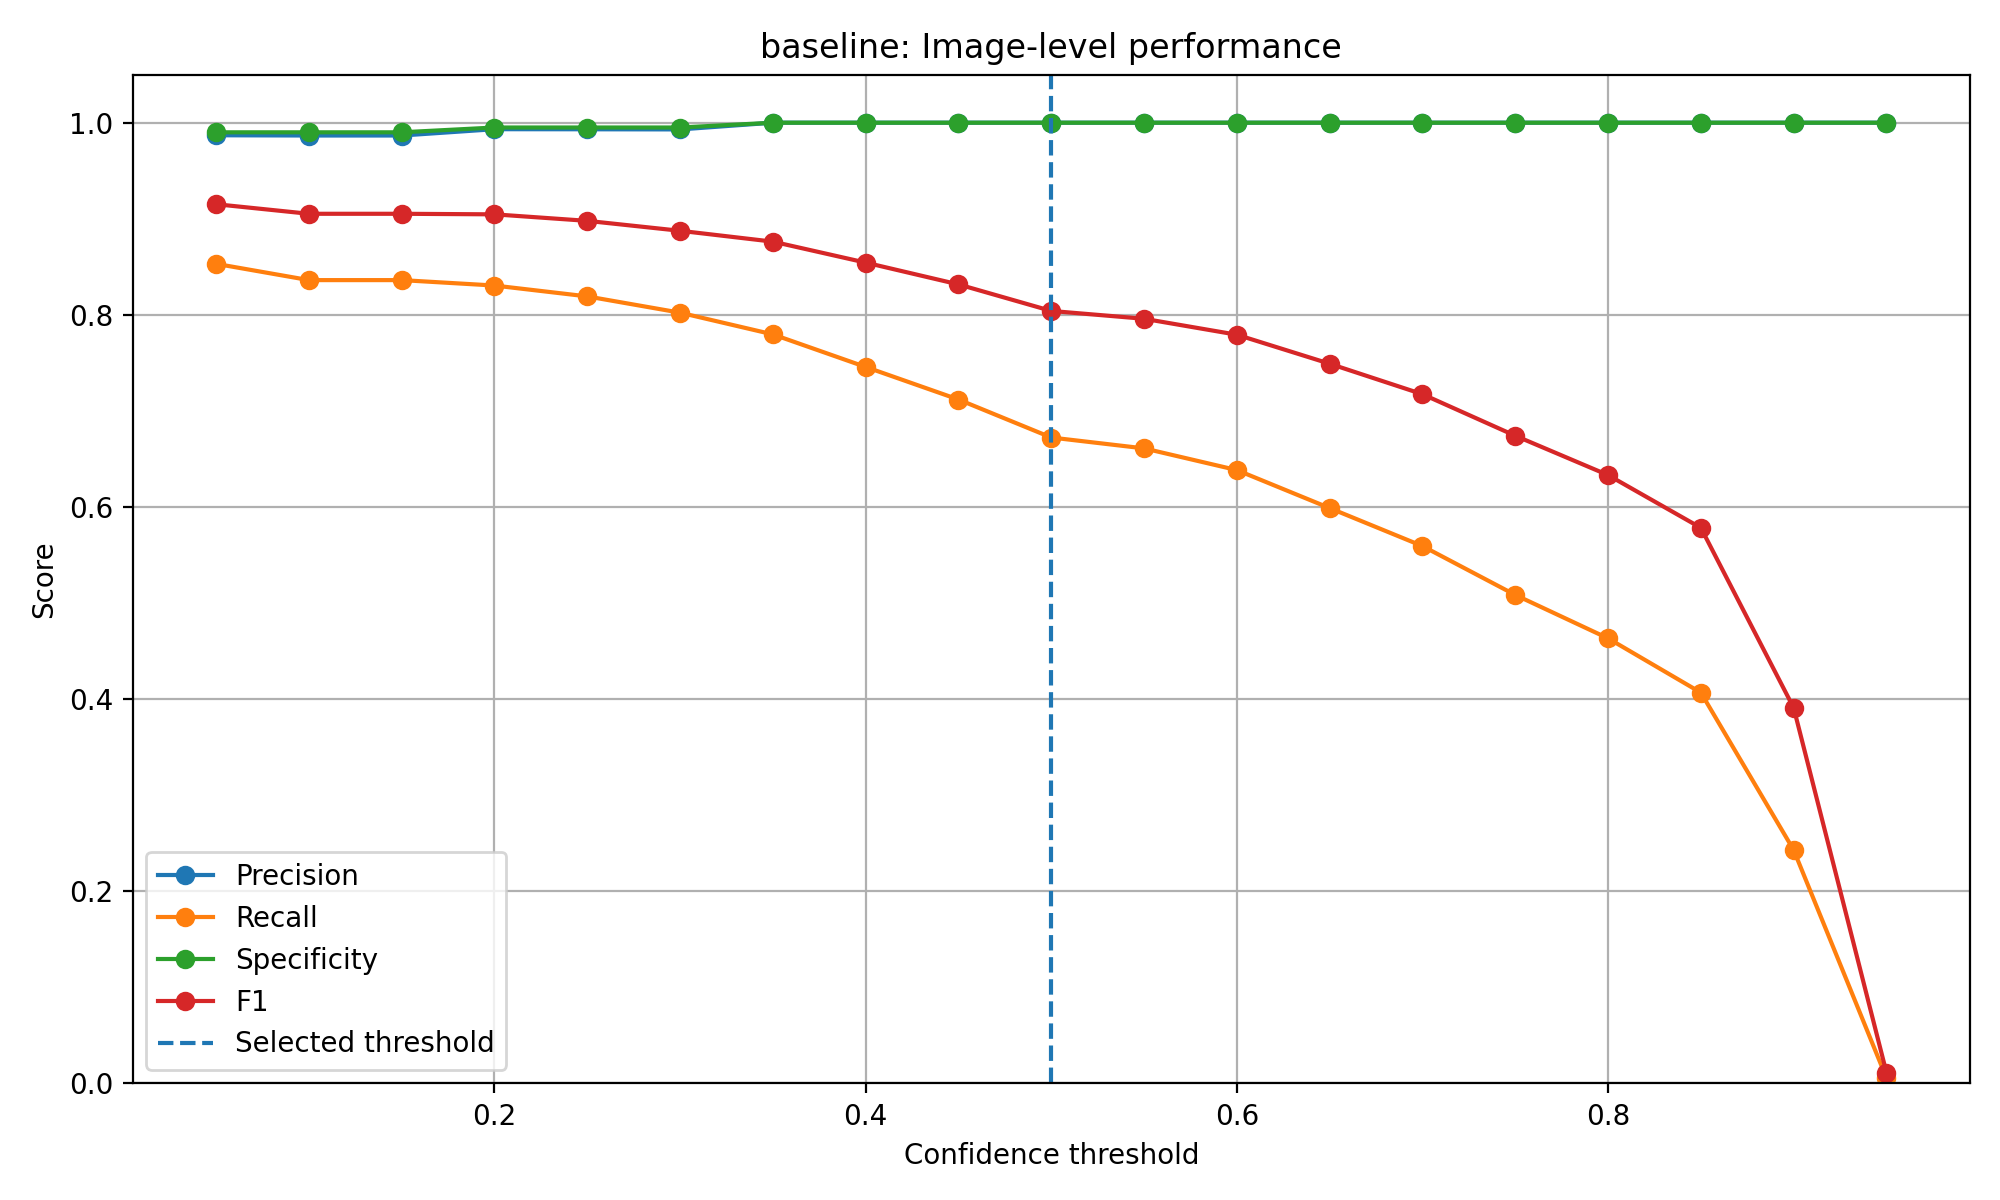 baseline: Image-level performance
1.0
0.8
0.6
0.4
0.2
0.0
Score
Precision
Recall
Specificity
F1
Selected threshold
0.2 0.4 0.6 0.8
Confidence threshold